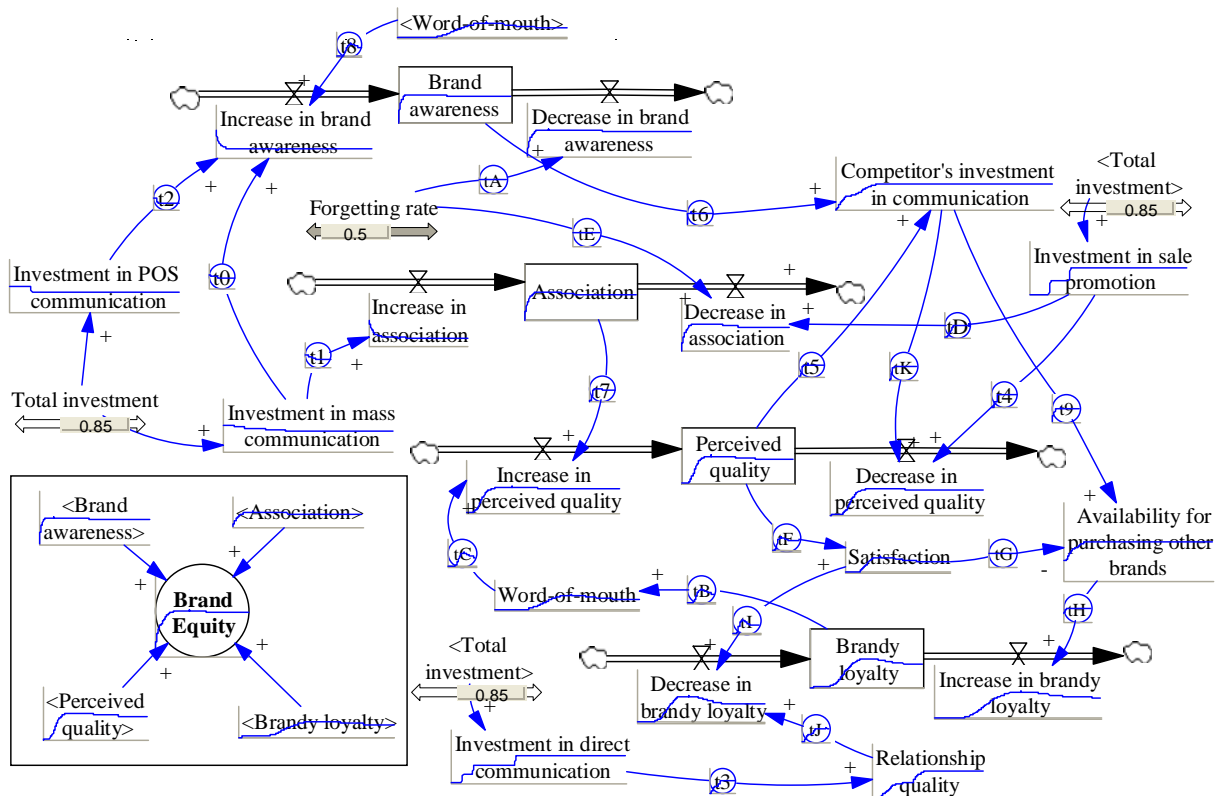 <Word-of-mouth>
t8
+
Brand
awareness
Increase in brand
awareness
Decrease in brand
awareness
+
+
+
t2
tA
Forgetting rate
0.5
t6
+
Competitor's investment
in communication
+
<Total
investment>
0.85
+
Investment in sale
promotion
tE
t0
Investment in POS
communication
+
Association
Increase in
association
+
Decrease in
association
+
+
+
tD
t1
t7
t5
tK
t4
t9
Total investment
0.85
+
Investment in mass
communication
+
Perceived
quality
+
+
Increase in
perceived quality
+
Decrease in
perceived quality
+
Availability for
purchasing other
brands
-
tC
tF
+
Satisfaction
tG
Word-of-mouth
+
tB
tI
tH
+
Brandy
loyalty
+
Decrease in
brandy loyalty
+
Increase in brandy
loyalty
<Total
investment>
0.85
+
Investment in direct
communication
t3
+
tJ
Relationship
quality
<Brand
awareness>
<Association>
+
+
Brand
Equity
+
+
<Perceived
quality>
<Brandy loyalty>